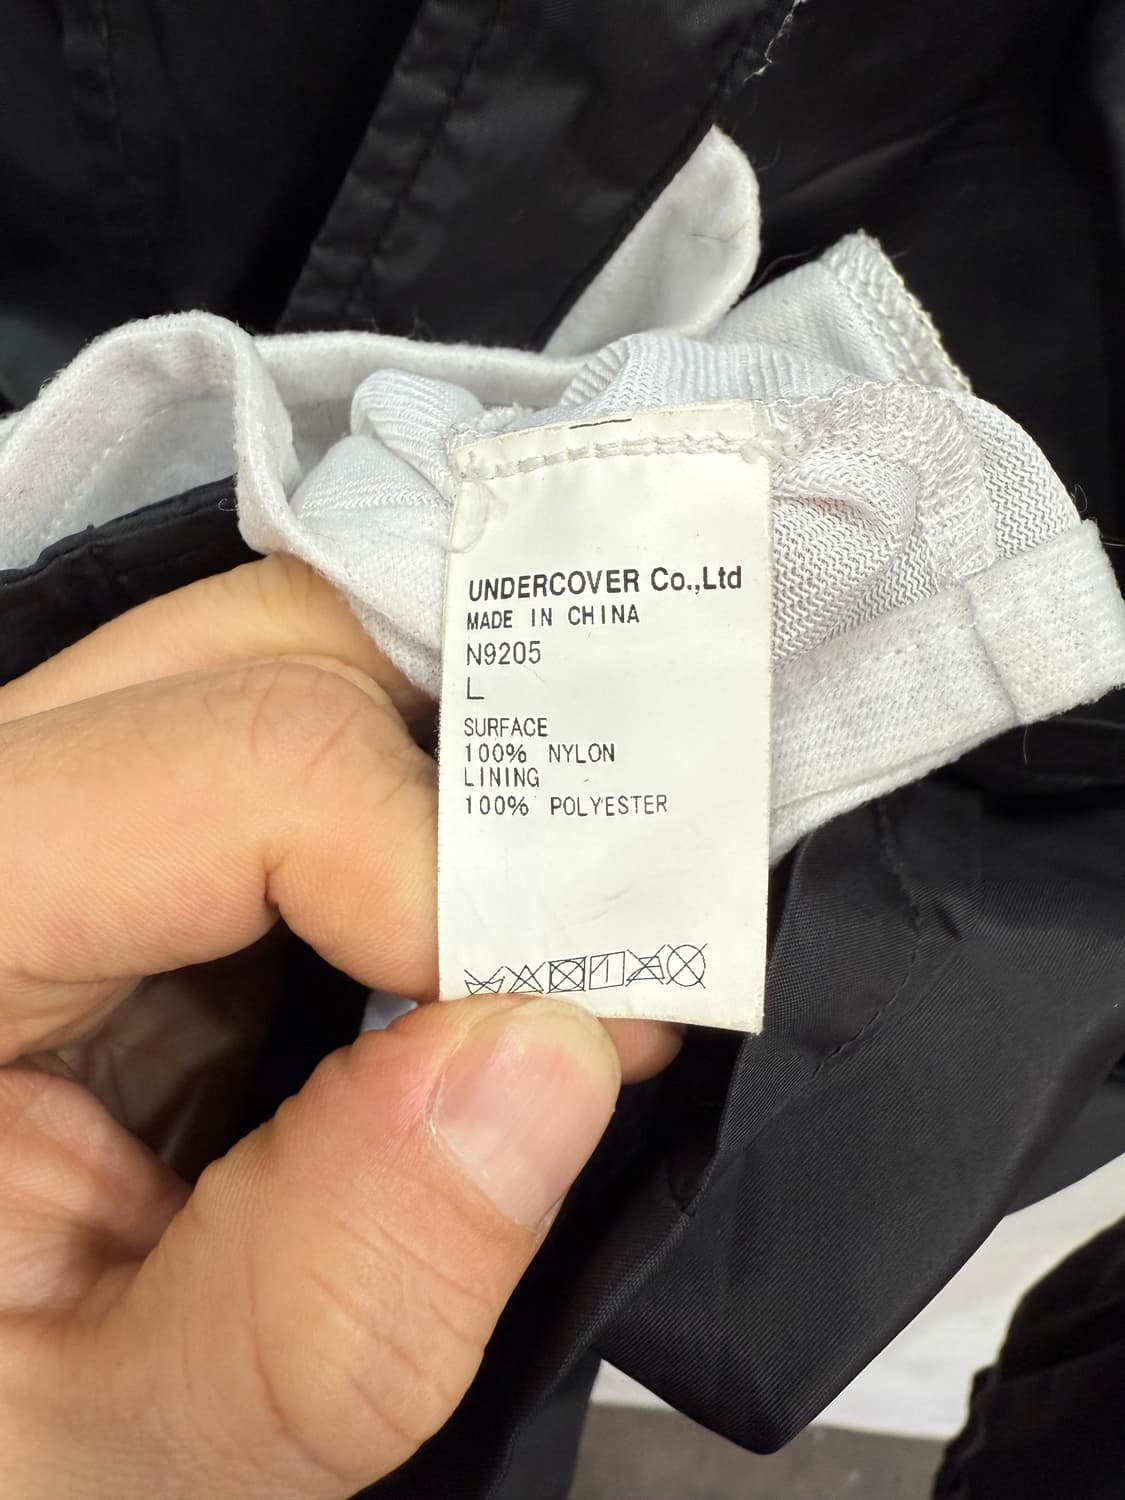 UNDERCOVER Co.,Ltd
MADE IN CHINA
N9205
L
SURFACE
100% NYLON
LINING
100% POLYESTER